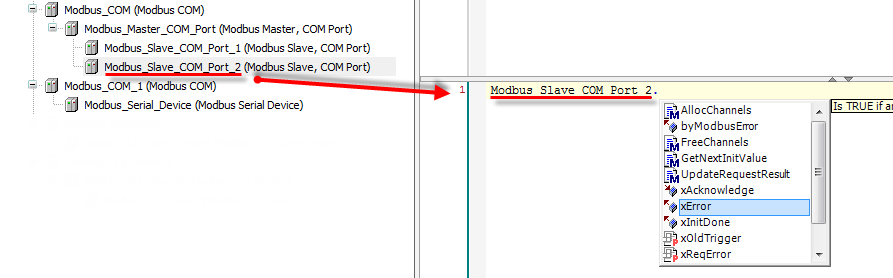 Modbus_COM (Modbus COM)
Modbus_Master_COM_Port (Modbus Master, COM Port)
Modbus_Slave_COM_Port_1 (Modbus Slave, COM Port)
Modbus_Slave_COM_Port_2 (Modbus Slave, COM Port)
Modbus_COM_1 (Modbus COM)
Modbus_Serial_Device (Modbus Serial Device)
1 Modbus_Slave_COM_Port_2.
AllocChannels
byModbusError
FreeChannels
GetNextInitValue
UpdateRequestResult
xAcknowledge
xError
xInitDone
xOldTrigger
xReqError
Is TRUE if ar